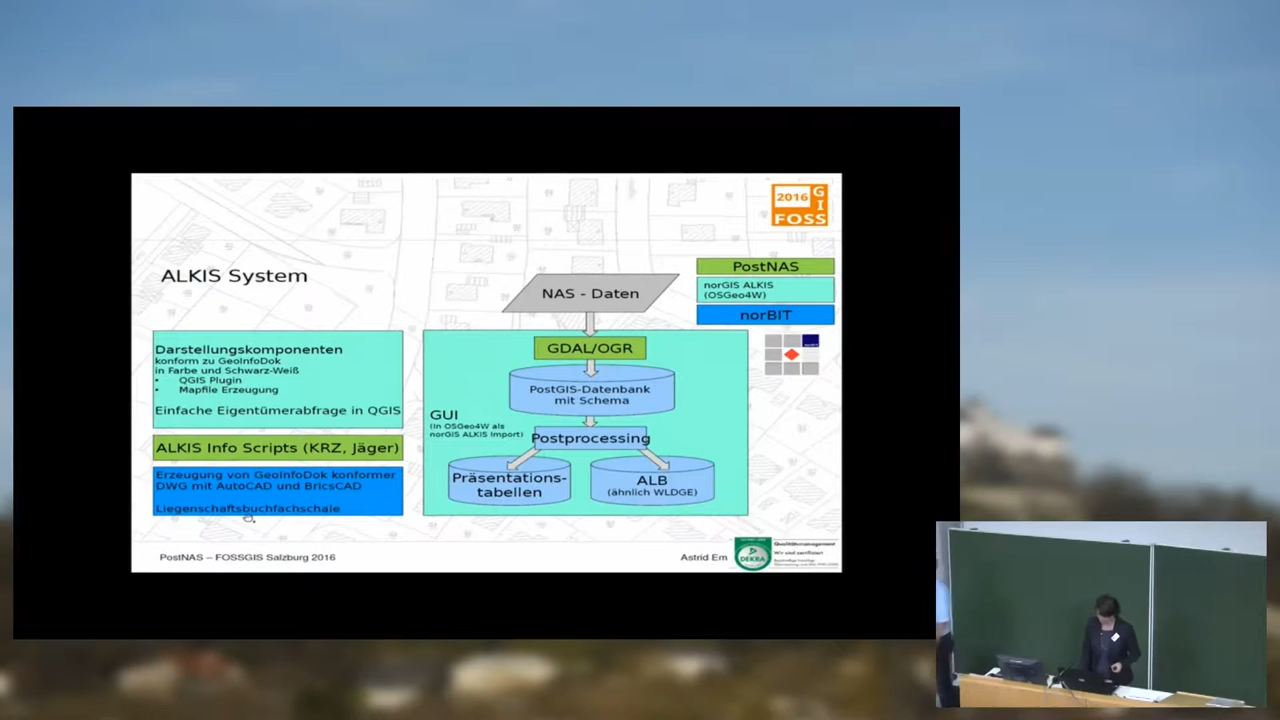 2016
G
I
FOSS
ALKIS System
PostNAS
norGIS ALKIS
(OSGeo4W)
norBIT
NAS - Daten
GDAL/OGR
PostGIS-Datenbank
mit Schema
GUI
(in OSGeo4W als
norGIS ALKIS Import)
Postprocessing
Präsentations-
tabellen
ALB
(ähnlich WLDGE)
Darstellungskomponenten
konform zu GeoInfoDok
in Farbe und Schwarz-Weiß
• QGIS Plugin
• Mapfile Erzeugung
Einfache Eigentümerabfrage in QGIS
ALKIS Info Scripts (KRZ, Jäger)
Erzeugung von GeoInfoDok konformer
DWG mit AutoCAD und BricsCAD
Liegenschaftsbuchfachschale
PostNAS – FOSSGIS Salzburg 2016
Astrid Em
DEKRA
Qualitätsmanagement
Wir sind zertifiziert